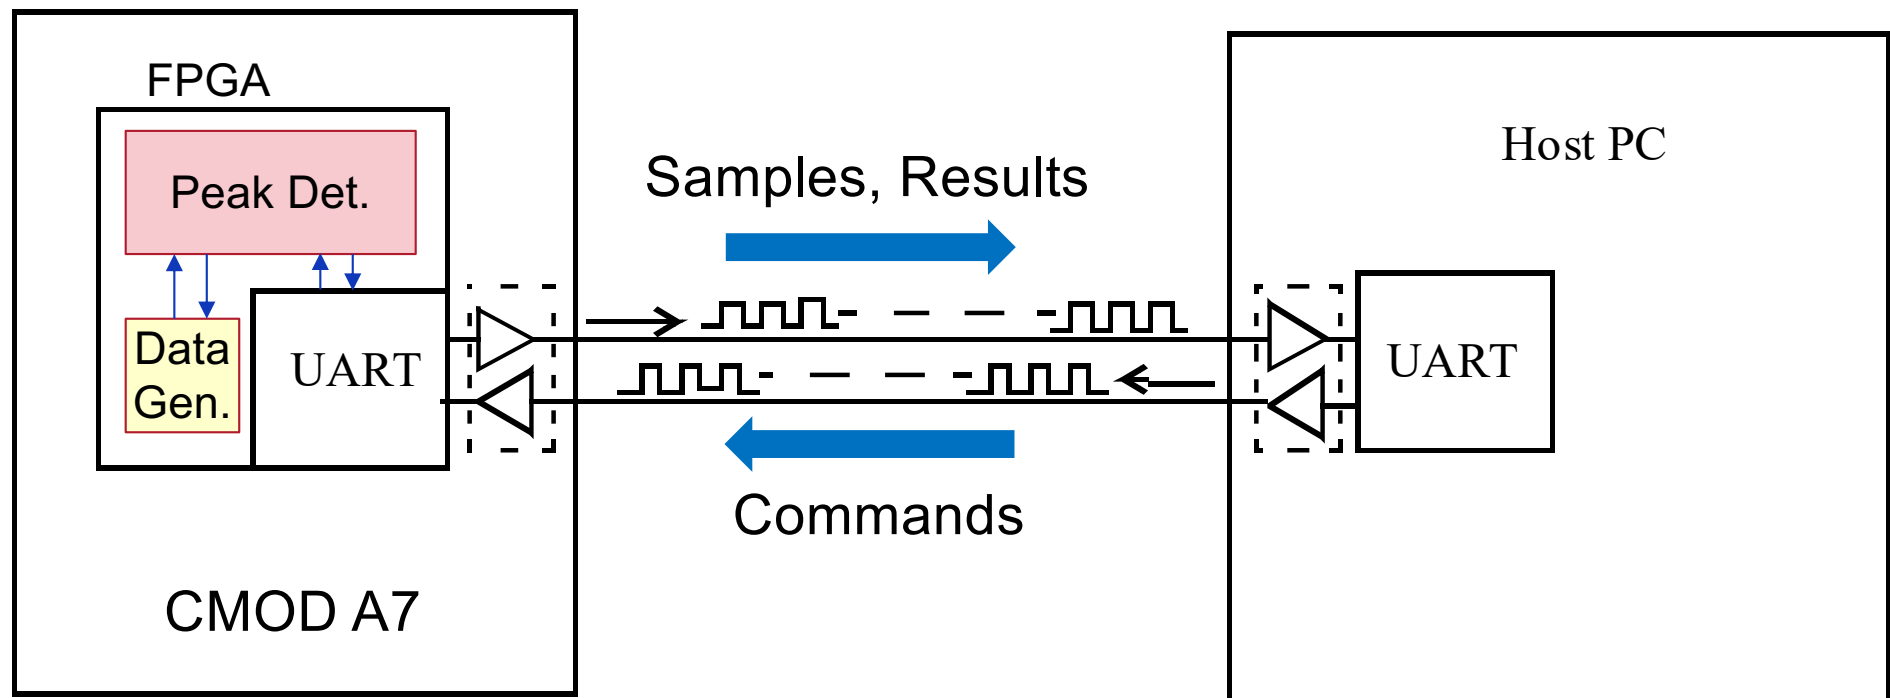 FPGA
Peak Det.
Data
Gen.
UART
CMOD A7
Samples, Results
Commands
Host PC
UART